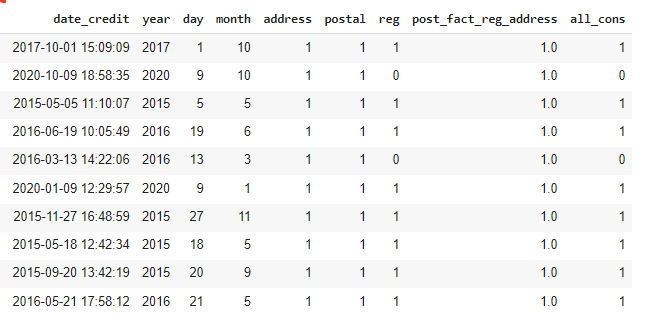 date_credit year day month address postal reg post_fact_reg_address all_cons
2017-10-01 15:09:09 2017 1 10 1 1 1 1.0 1
2020-10-09 18:58:35 2020 9 10 1 1 0 1.0 0
2015-05-05 11:10:07 2015 5 5 1 1 1 1.0 1
2016-06-19 10:05:49 2016 19 6 1 1 1 1.0 1
2016-03-13 14:22:06 2016 13 3 1 1 0 1.0 0
2020-01-09 12:29:57 2020 9 1 1 1 1 1.0 1
2015-11-27 16:48:59 2015 27 11 1 1 1 1.0 1
2015-05-18 12:42:34 2015 18 5 1 1 1 1.0 1
2015-09-20 13:42:19 2015 20 9 1 1 1 1.0 1
2016-05-21 17:58:12 2016 21 5 1 1 1 1.0 1